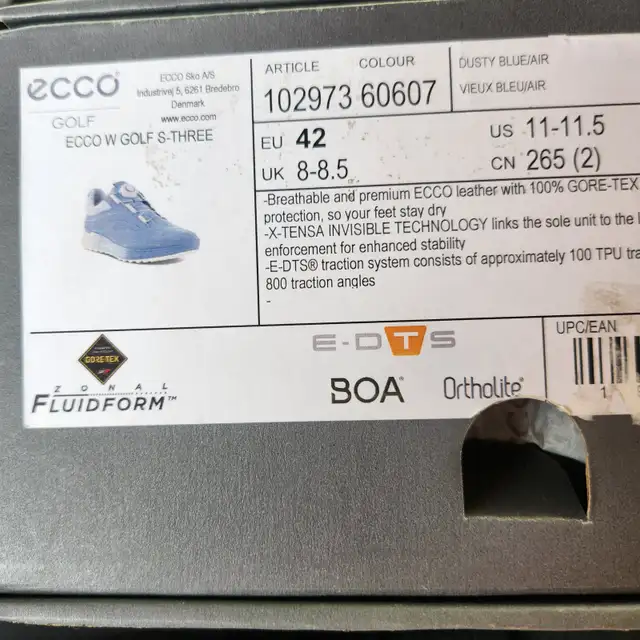 ecco
ECCO Sko A/S
Industrivej 5, 6261 Bredebro
Denmark
www.ecco.com
GOLF
ECCO W GOLF S-THREE
ARTICLE COLOUR
102973 60607
DUSTY BLUE/AIR
VIEUX BLEU/AIR
EU 42
US 11-11.5
UK 8-8.5
CN 265 (2)
-Breathable and premium ECCO leather with 100% GORE-TEX
protection, so your feet stay dry
-X-TENSA INVISIBLE TECHNOLOGY links the sole unit to the
enforcement for enhanced stability
-E-DTS® traction system consists of approximately 100 TPU
800 traction angles
-
GORE-TEX
ZONAL
FLUIDFORM™
E-DTS
BOA®
Ortholite®
UPC/EAN
1